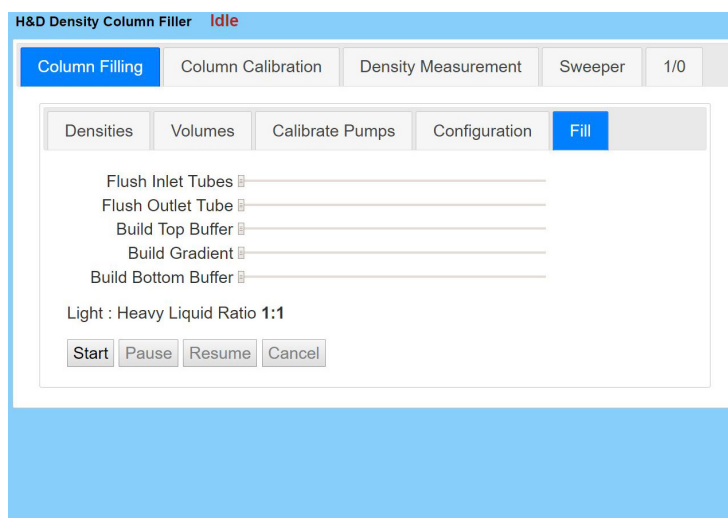 H&D Density Column Filler Idle
Column Filling Column Calibration Density Measurement Sweeper 1/0
Densities Volumes Calibrate Pumps Configuration Fill
Flush Inlet Tubes
Flush Outlet Tube
Build Top Buffer
Build Gradient
Build Bottom Buffer
Light : Heavy Liquid Ratio 1:1
Start Pause Resume Cancel